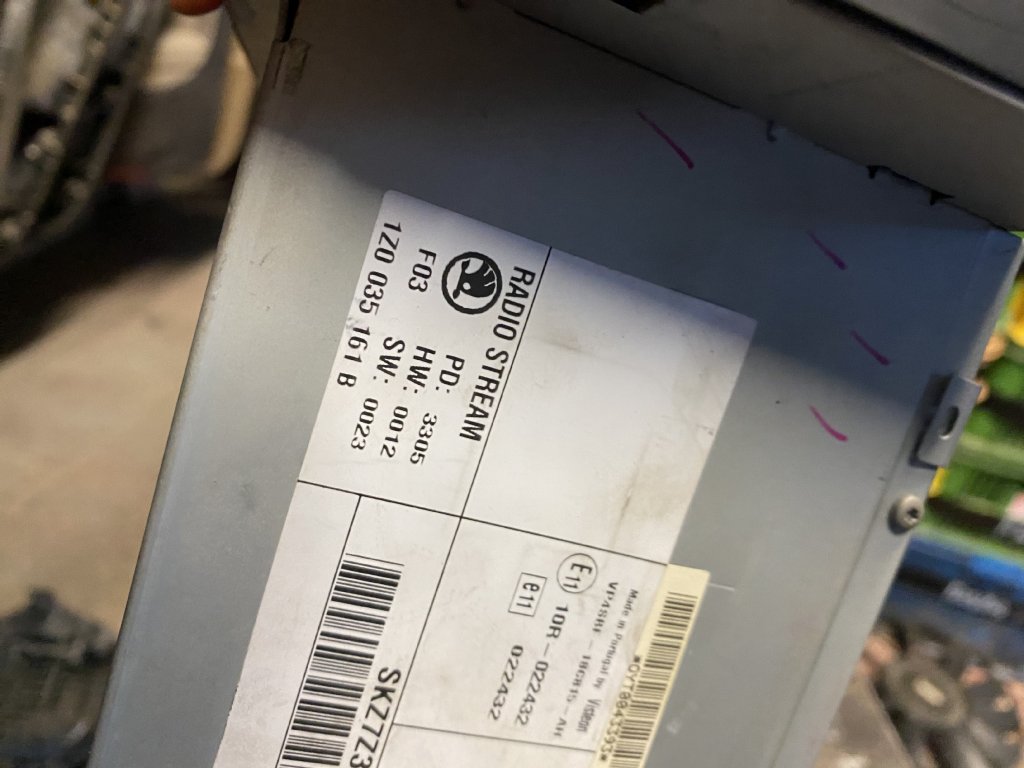 RADIO STREAM
PD: 3305
F03 HW: 0012
SW: 0023
1Z0 035 161 B
Made in Portugal by Visteon
10R-022432
E11
e11 022432
SKZ7Z3